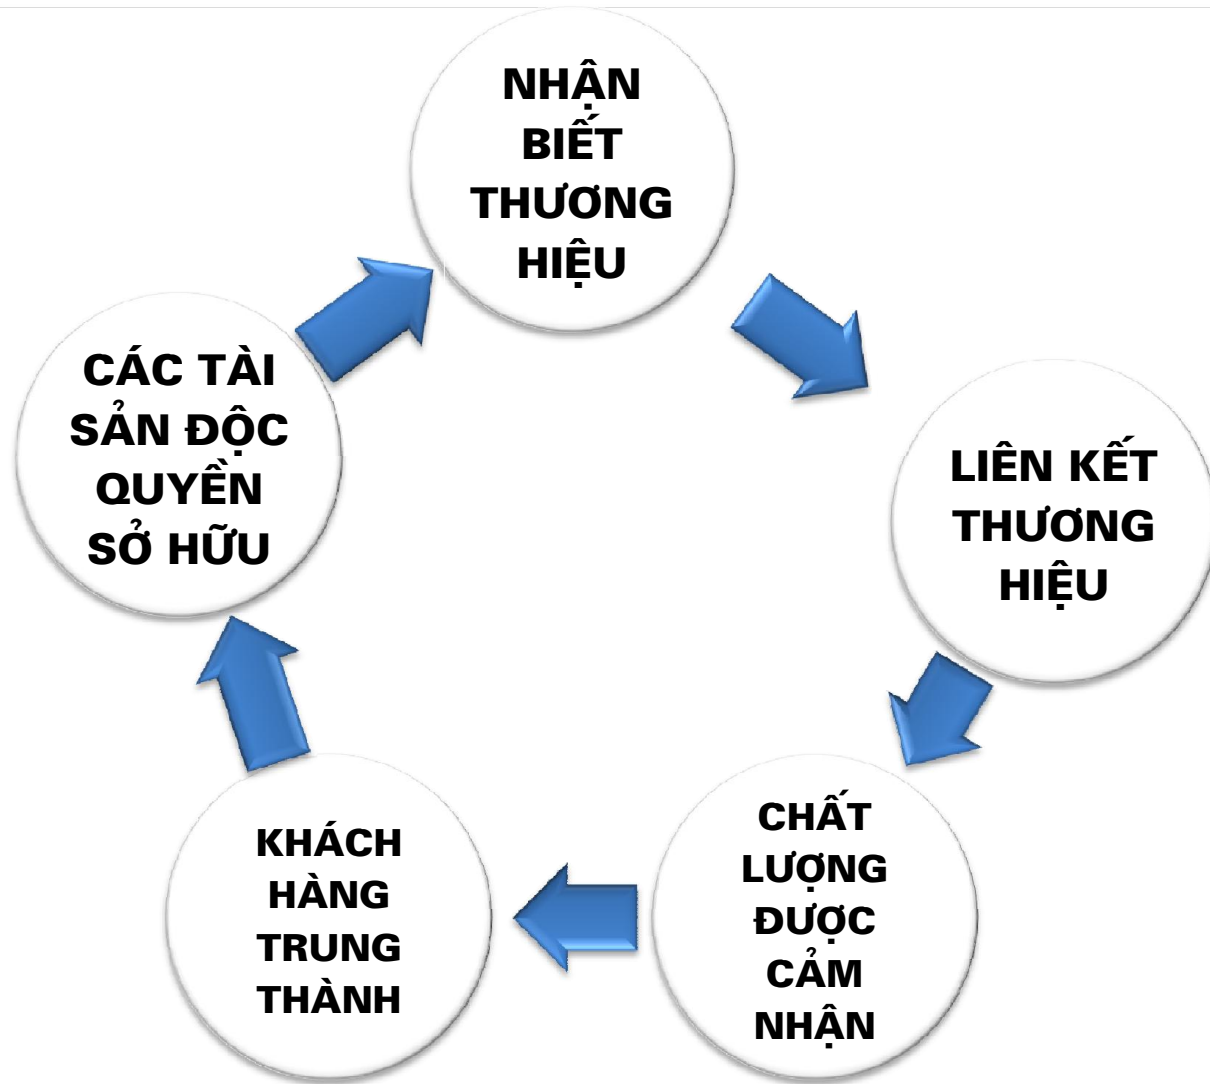 NHẬN
BIẾT
THƯƠNG
HIỆU
LIÊN KẾT
THƯƠNG
HIỆU
CHẤT
LƯỢNG
ĐƯỢC
CẢM
NHẬN
KHÁCH
HÀNG
TRUNG
THÀNH
CÁC TÀI
SẢN ĐỘC
QUYỀN
SỞ HỮU